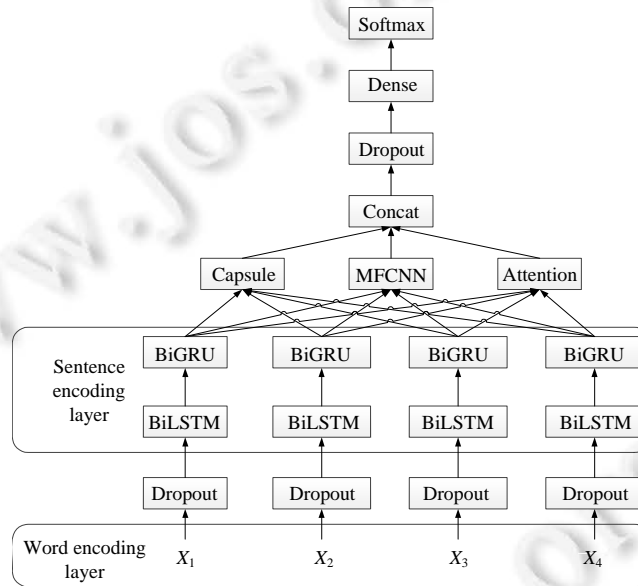 Softmax
Dense
Dropout
Concat
Capsule MFCNN Attention
Sentence
encoding
layer
BiGRU BiGRU BiGRU BiGRU
BiLSTM BiLSTM BiLSTM BiLSTM
Dropout Dropout Dropout Dropout
Word encoding
layer
X1 X2 X3 X4